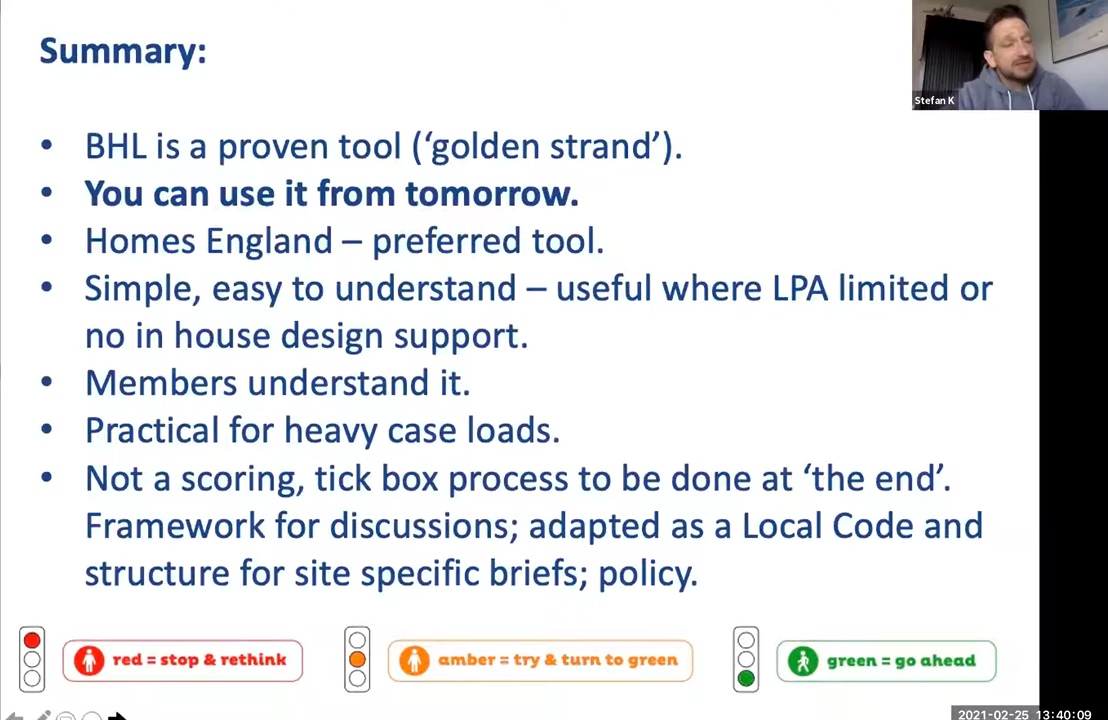 Summary:
Stefan K
• BHL is a proven tool (‘golden strand’).
• You can use it from tomorrow.
• Homes England – preferred tool.
• Simple, easy to understand – useful where LPA limited or
no in house design support.
• Members understand it.
• Practical for heavy case loads.
• Not a scoring, tick box process to be done at ‘the end’.
Framework for discussions; adapted as a Local Code and
structure for site specific briefs; policy.
red = stop & rethink
amber = try & turn to green
green = go ahead
2021-02-25 13:40:09